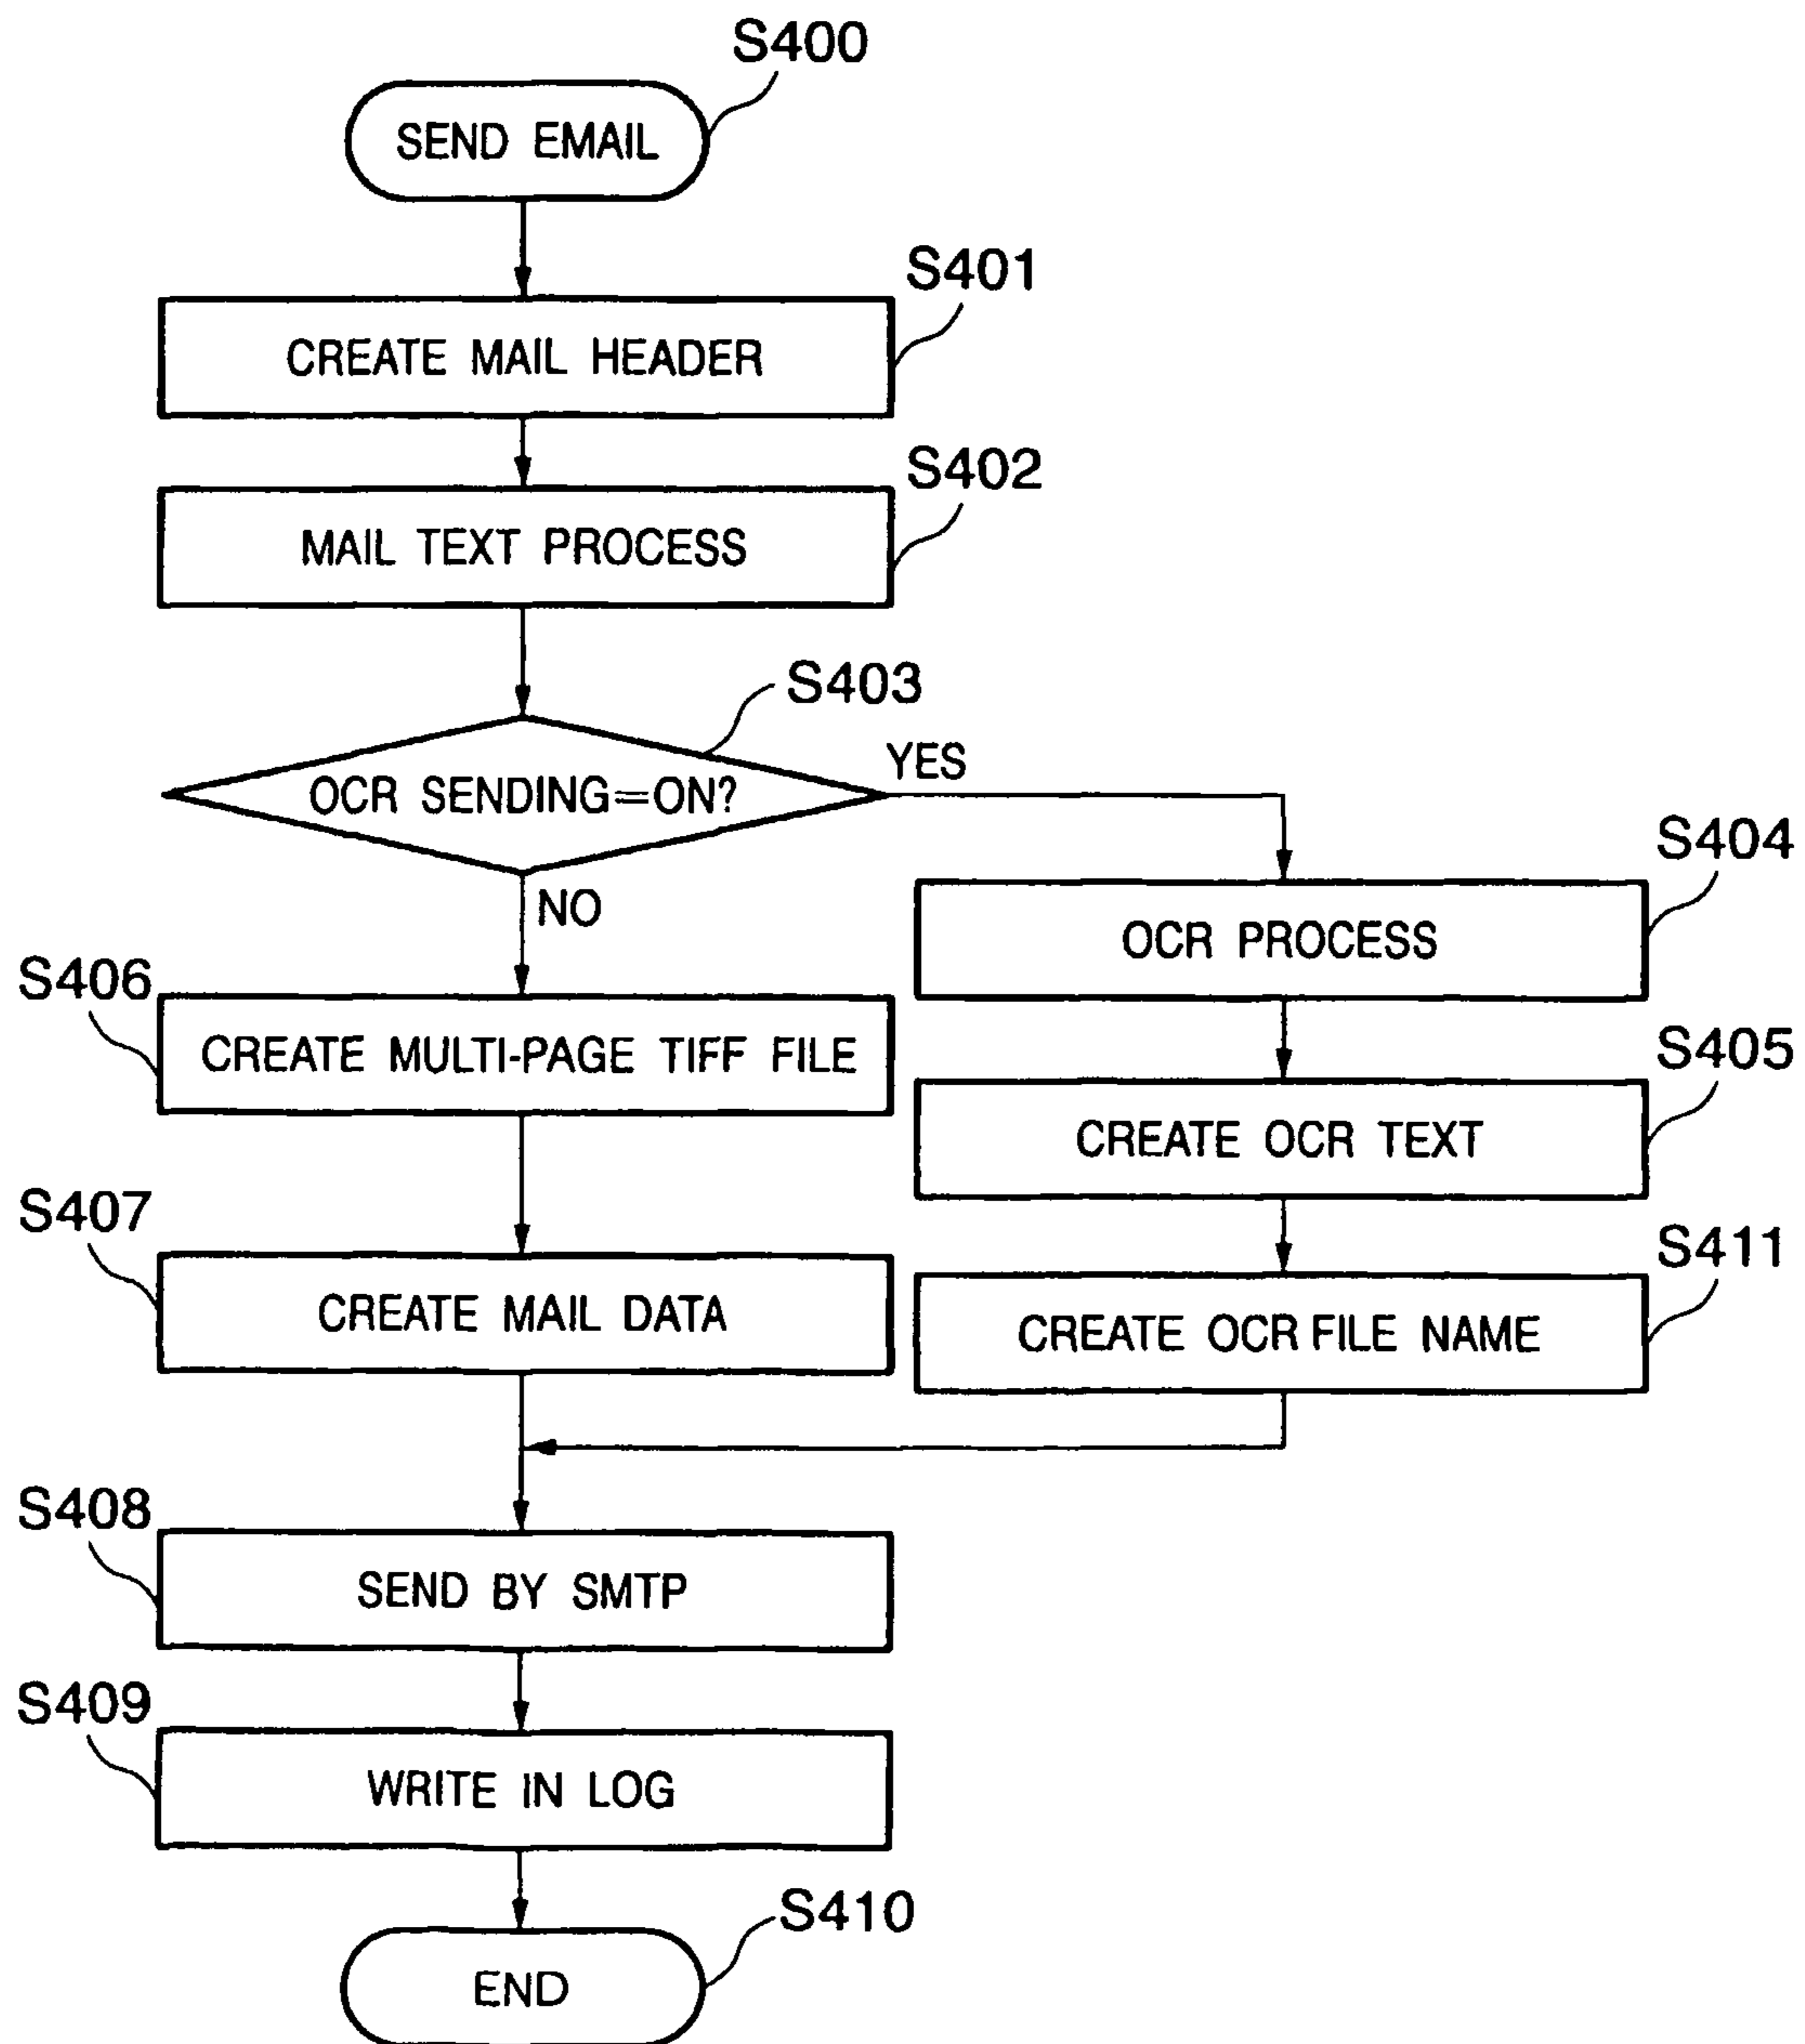 S400
SEND EMAIL
S401
CREATE MAIL HEADER
S402
MAIL TEXT PROCESS
S403
OCR SENDING=ON?
YES
NO
S404
OCR PROCESS
S406
CREATE MULTI-PAGE TIFF FILE
S405
CREATE OCR TEXT
S407
CREATE MAIL DATA
S411
CREATE OCR FILE NAME
S408
SEND BY SMTP
S409
WRITE IN LOG
S410
END